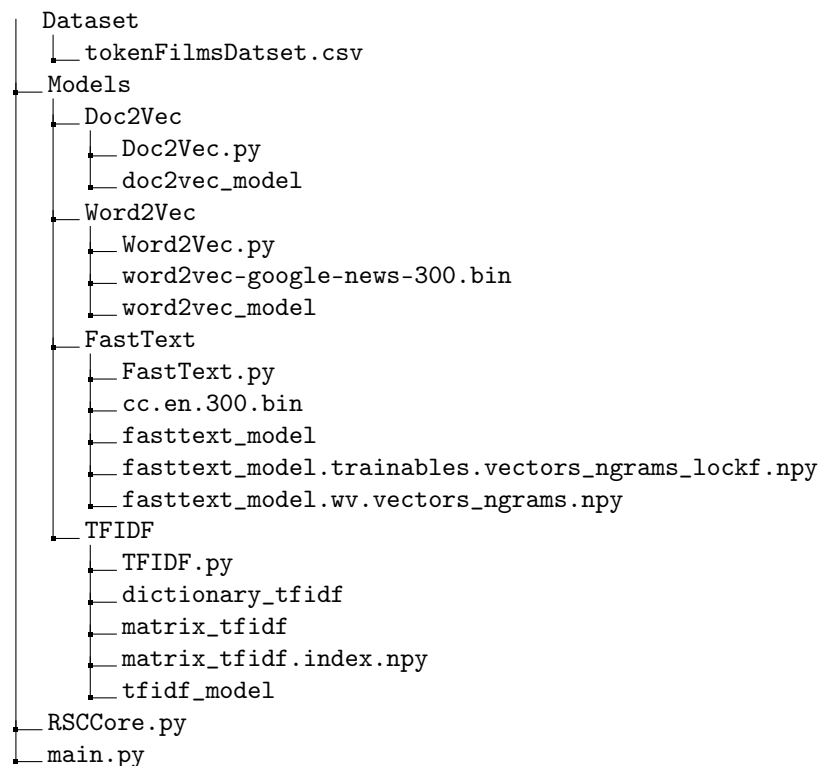 Dataset
tokenFilmsDatset.csv
Models
Doc2Vec
Doc2Vec.py
doc2vec_model
Word2Vec
Word2Vec.py
word2vec-google-news-300.bin
word2vec_model
FastText
FastText.py
cc.en.300.bin
fasttext_model
fasttext_model.trainables.vectors_ngrams_lockf.npy
fasttext_model.wv.vectors_ngrams.npy
TFIDF
TFIDF.py
dictionary_tfidf
matrix_tfidf
matrix_tfidf.index.npy
tfidf_model
RSCCore.py
main.py